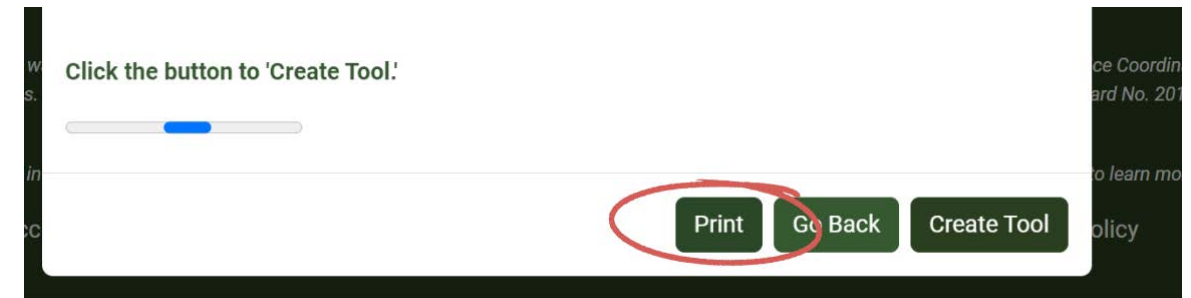 Click the button to 'Create Tool.'
ce Coordin
s.
ard No. 201
in
to learn mo
Print
Go Back
Create Tool
olicy